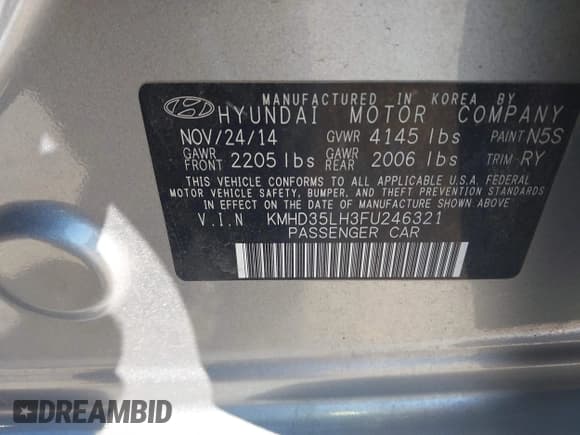 MANUFACTURED IN KOREA BY
HYUNDAI MOTOR COMPANY
NOV/24/14 GVWR 4145 lbs PAINT N5S
GAWR FRONT 2205 lbs GAWR REAR 2006 lbs TRIM RY
THIS VEHICLE CONFORMS TO ALL APPLICABLE U.S.A. FEDERAL
MOTOR VEHICLE SAFETY, BUMPER, AND THEFT PREVENTION STANDARDS
IN EFFECT ON THE DATE OF MANUFACTURE SHOWN ABOVE
V.I.N KMHD35LH3FU246321
PASSENGER CAR
DREAMBID